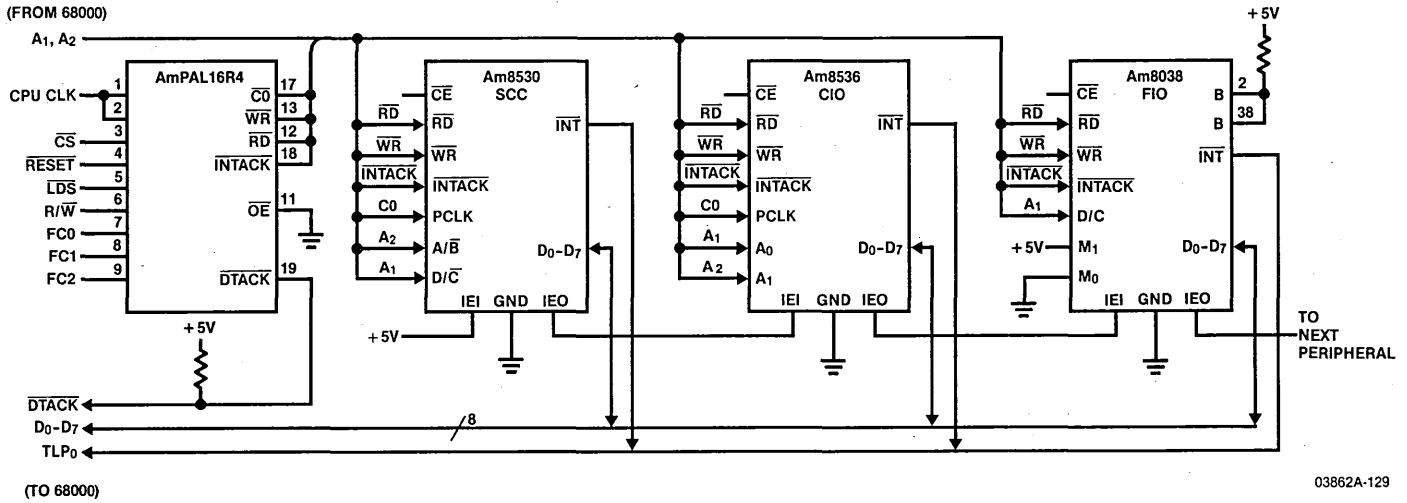 (FROM 68000)
A1, A2
CPU CLK
CS
RESET
LDS
R/W
FC0
FC1
FC2
1
2
3
4
5
6
7
8
9
AmPAL16R4
C0
WR
RD
INTACK
OE
DTACK
17
13
12
18
11
19
+5V
DTACK
D0-D7
TLP0
(TO 68000)
8
RD
WR
INTACK
C0
A2
A1
Am8530
SCC
CE
RD
WR
INTACK
PCLK
A/B
D/C
INT
D0-D7
IEI GND IEO
+5V
RD
WR
INTACK
C0
A1
A2
Am8536
CIO
CE
RD
WR
INTACK
PCLK
A0
A1
INT
D0-D7
IEI GND IEO
RD
WR
INTACK
A1
+5V
Am8038
FIO
CE
RD
WR
INTACK
D/C
M1
M0
B
B
INT
D0-D7
IEI GND IEO
2
38
+5V
TO
NEXT
PERIPHERAL
03862A-129